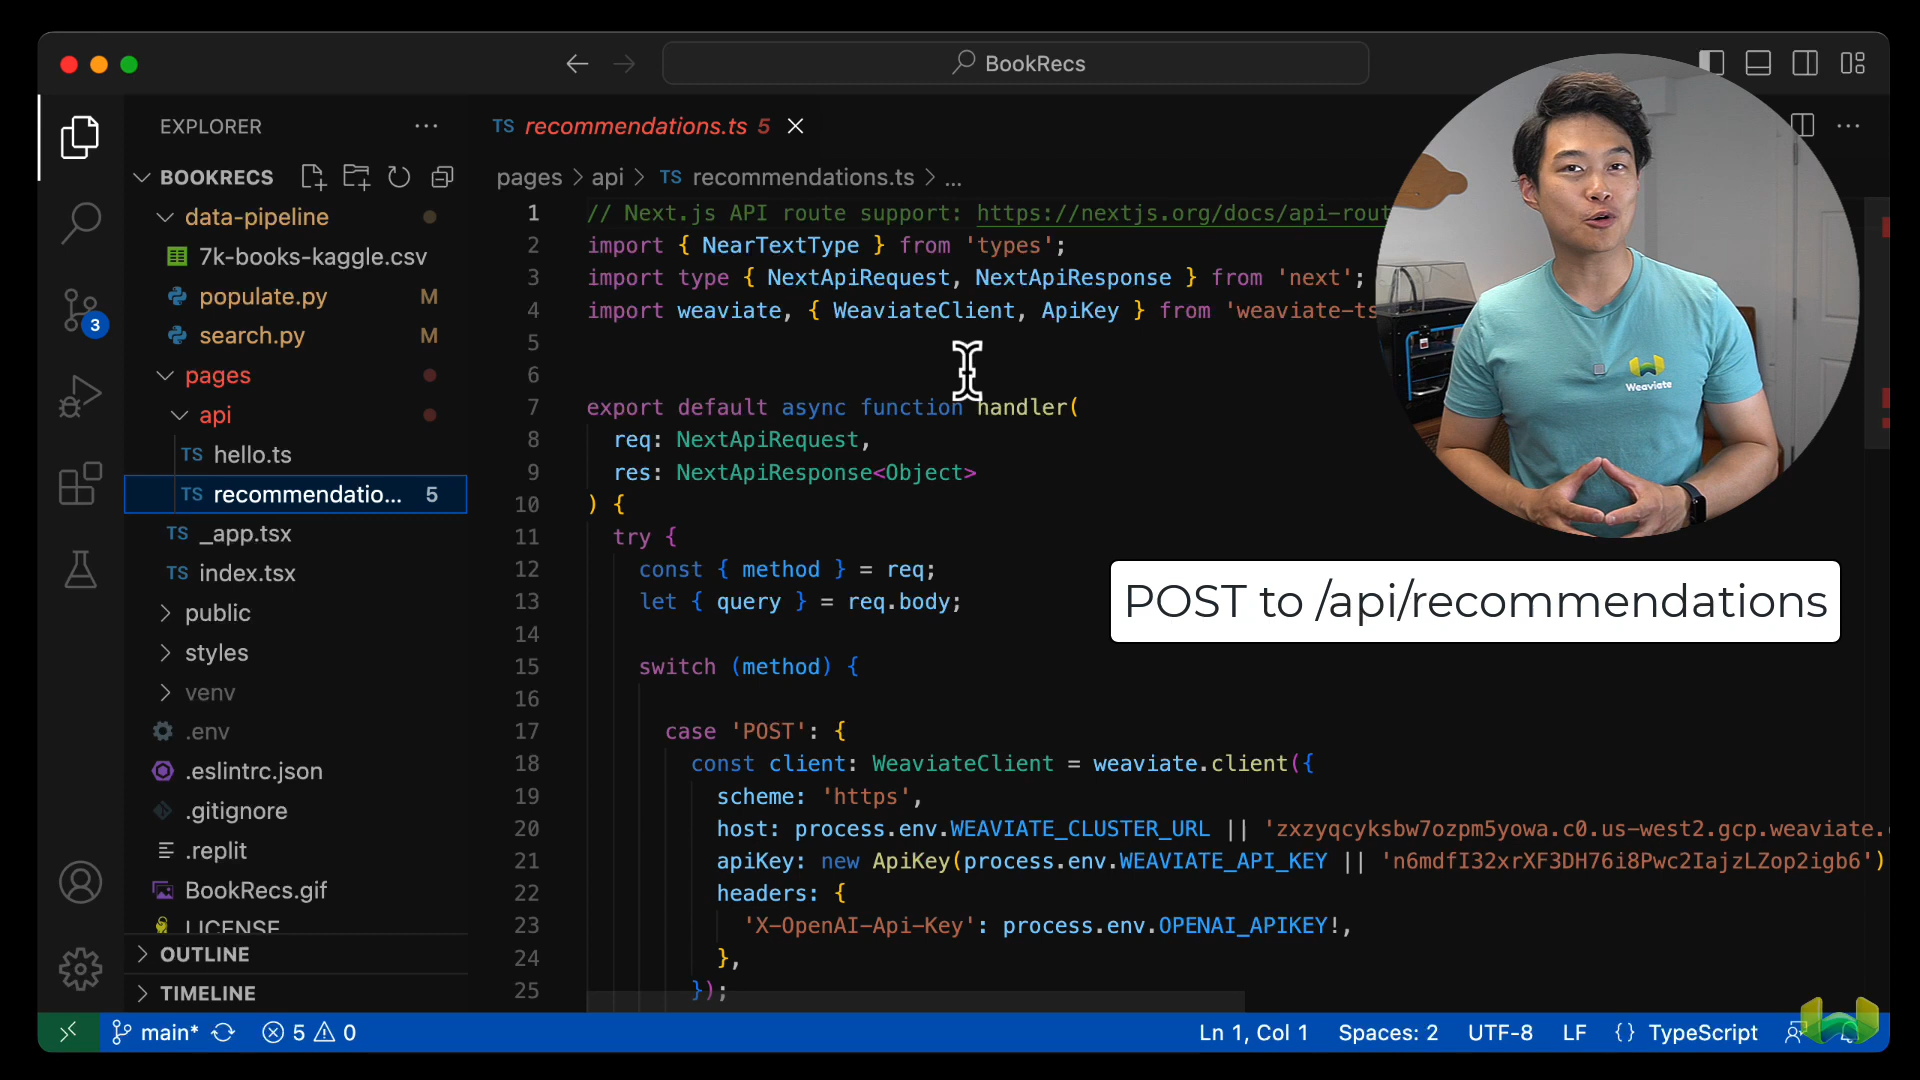 BookRecs
EXPLORER
BOOKRECS
data-pipeline
7k-books-kaggle.csv
populate.py M
search.py M
pages
api
TS hello.ts
TS recommendatio... 5
TS _app.tsx
TS index.tsx
public
styles
venv
.env
.eslintrc.json
.gitignore
.replit
BookRecs.gif
LICENSE
OUTLINE
TIMELINE
3
TS recommendations.ts 5
pages > api > TS recommendations.ts > ...
1 // Next.js API route support: https://nextjs.org/docs/api-rout
2 import { NearTextType } from 'types';
3 import type { NextApiRequest, NextApiResponse } from 'next';
4 import weaviate, { WeaviateClient, ApiKey } from 'weaviate-ts
5
6
7 export default async function handler(
8 req: NextApiRequest,
9 res: NextApiResponse<Object>
10 ) {
11 try {
12 const { method } = req;
13 let { query } = req.body;
14
15 switch (method) {
16
17 case 'POST': {
18 const client: WeaviateClient = weaviate.client({
19 scheme: 'https',
20 host: process.env.WEAVIATE_CLUSTER_URL || 'zxzyqcyksbw7ozpm5yowa.c0.us-west2.gcp.weaviate.
21 apiKey: new ApiKey(process.env.WEAVIATE_API_KEY || 'n6mdfI32xrXF3DH76i8Pwc2IajzLZop2igb6')
22 headers: {
23 'X-OpenAI-Api-Key': process.env.OPENAI_APIKEY!,
24 },
25 });
Weaviate
POST to /api/recommendations
main* 5 0
Ln 1, Col 1 Spaces: 2 UTF-8 LF {} TypeScript